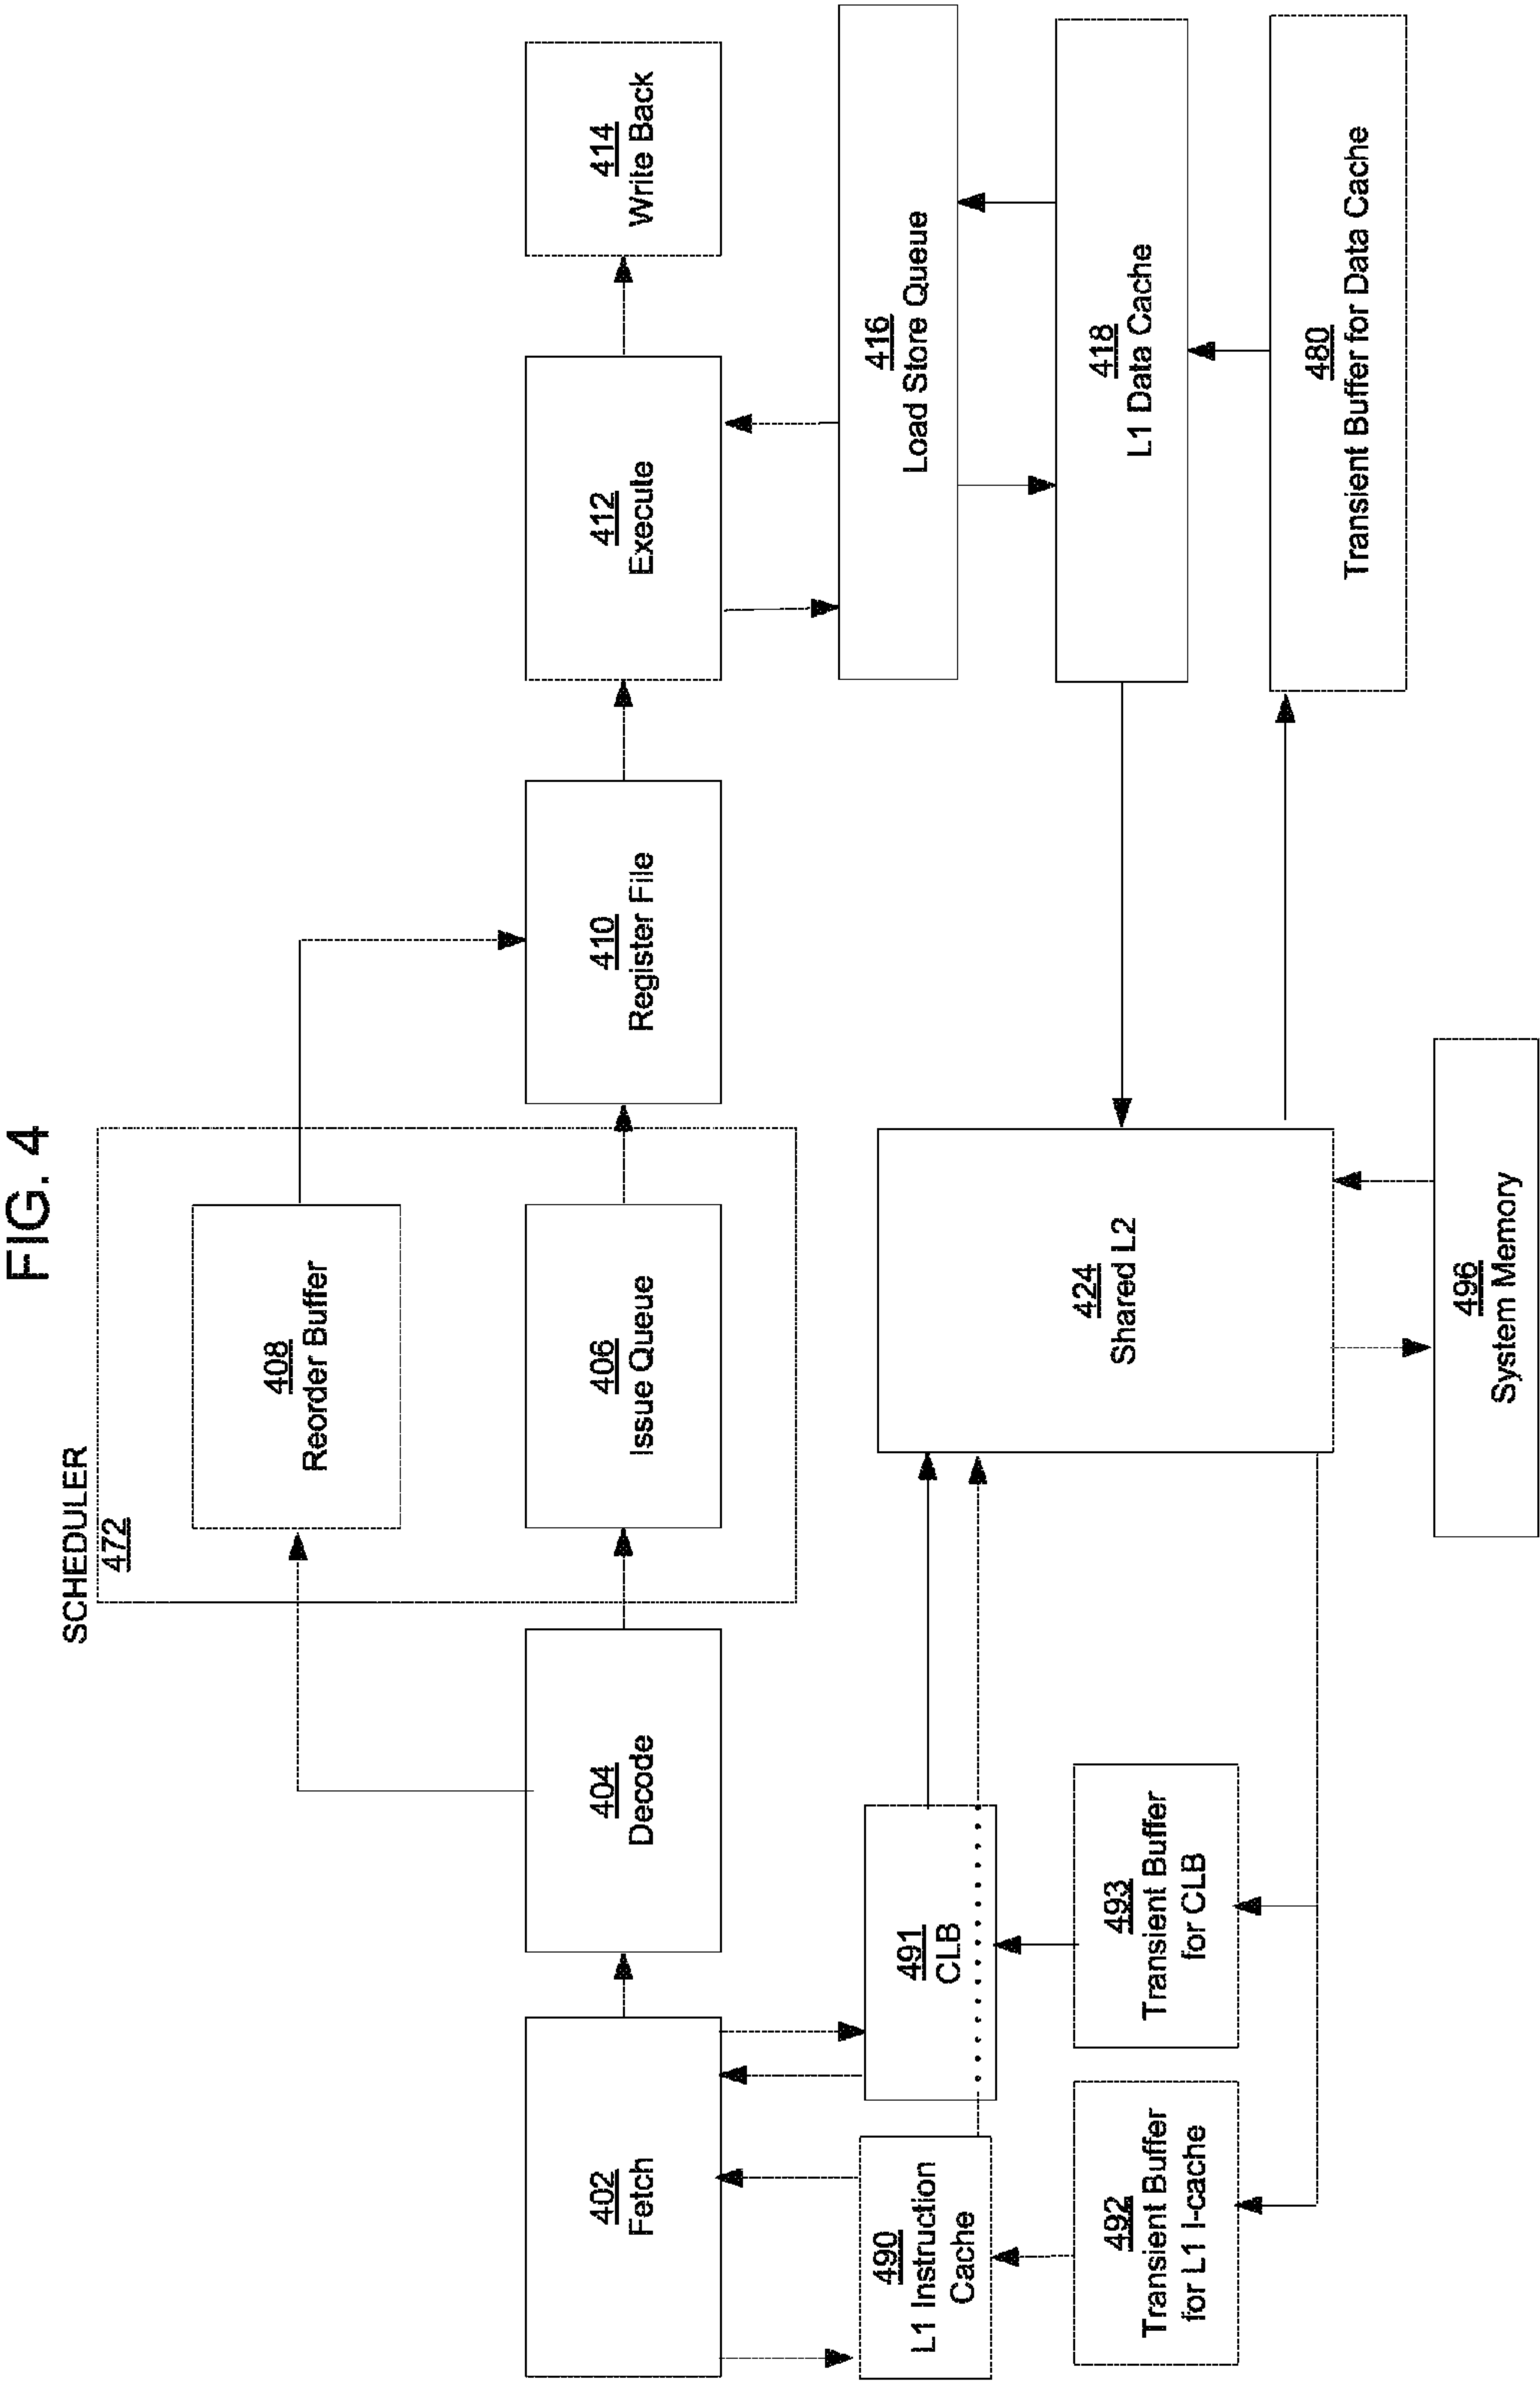 FIG. 4
SCHEDULER
472
408
Reorder Buffer
402
Fetch
404
Decode
406
Issue Queue
410
Register File
412
Execute
414
Write Back
490
L1 Instruction
Cache
491
CLB
424
Shared L2
416
Load Store Queue
418
L1 Data Cache
492
Transient Buffer
for L1 I-cache
493
Transient Buffer
for CLB
480
Transient Buffer for Data Cache
496
System Memory